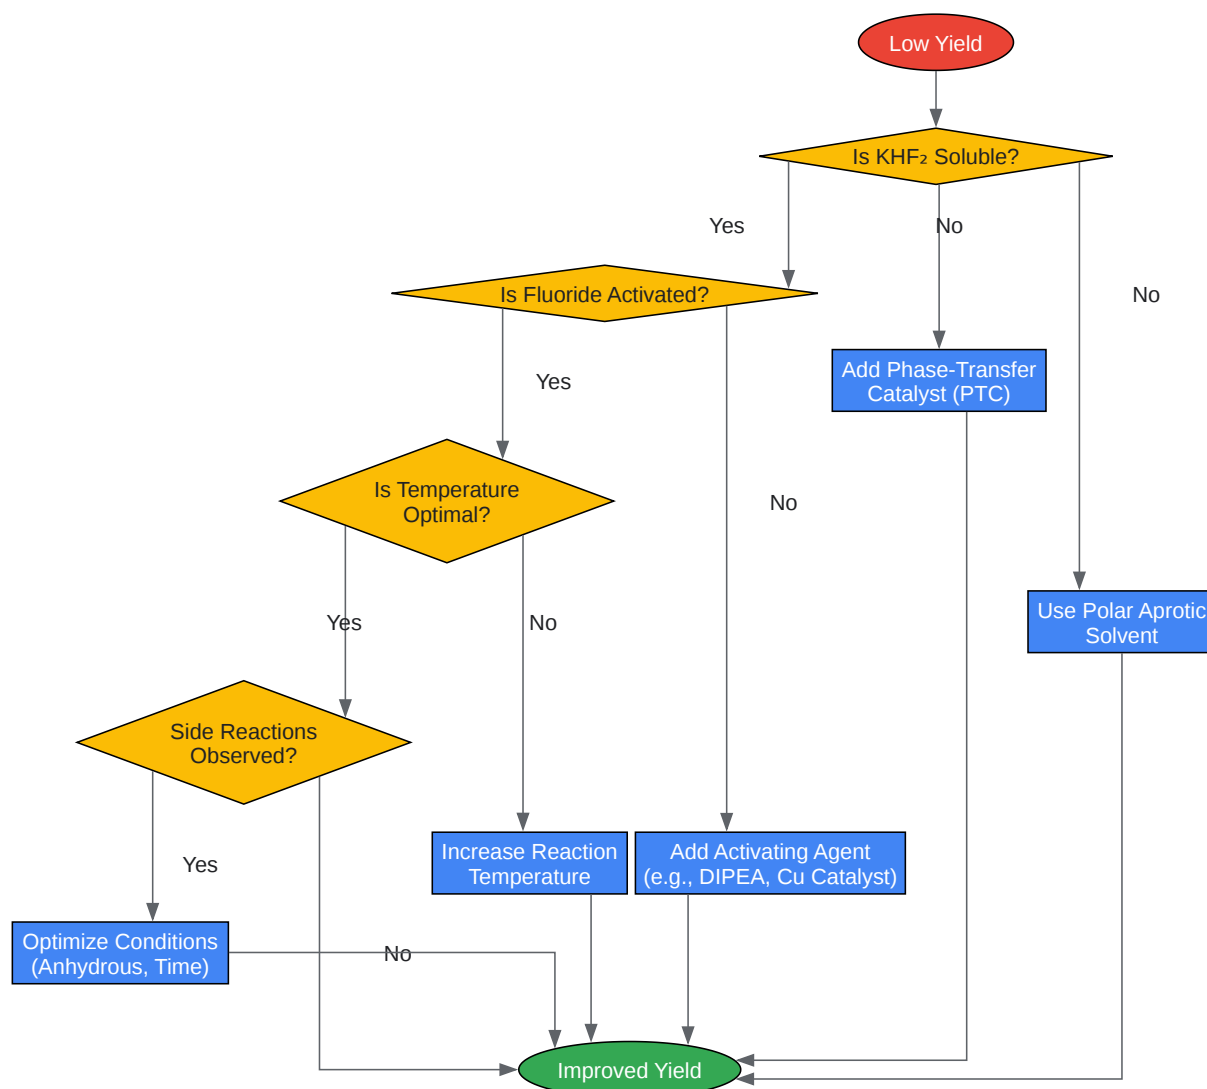 Low Yield
Is KHF₂ Soluble?
Yes
No
No
Is Fluoride Activated?
Yes
Add Phase-Transfer
Catalyst (PTC)
Is Temperature
Optimal?
No
Yes
No
Use Polar Aprotic
Solvent
Side Reactions
Observed?
Yes
Increase Reaction
Temperature
Add Activating Agent
(e.g., DIPEA, Cu Catalyst)
Optimize Conditions
(Anhydrous, Time)
No
Improved Yield